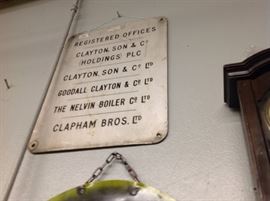 REGISTERED OFFICES
CLAYTON, SON & Cº
(HOLDINGS) PLC
CLAYTON, SON & Cº LTD
GOODALL CLAYTON & Cº LTD
THE NELVIN BOILER Cº LTD
CLAPHAM BROS. LTD